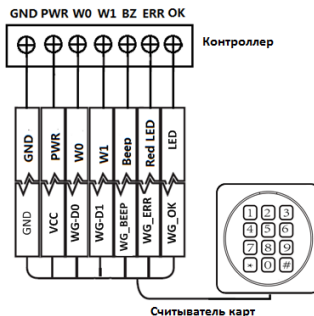 GND PWR W0 W1 BZ ERR OK
Контроллер
GND PWR W0 W1 Beep Red LED LED
GND VCC WG-D0 WG-D1 WG_BEEP WG_ERR WG_OK
1 2 3
4 5 6
7 8 9
* 0 #
Считыватель карт